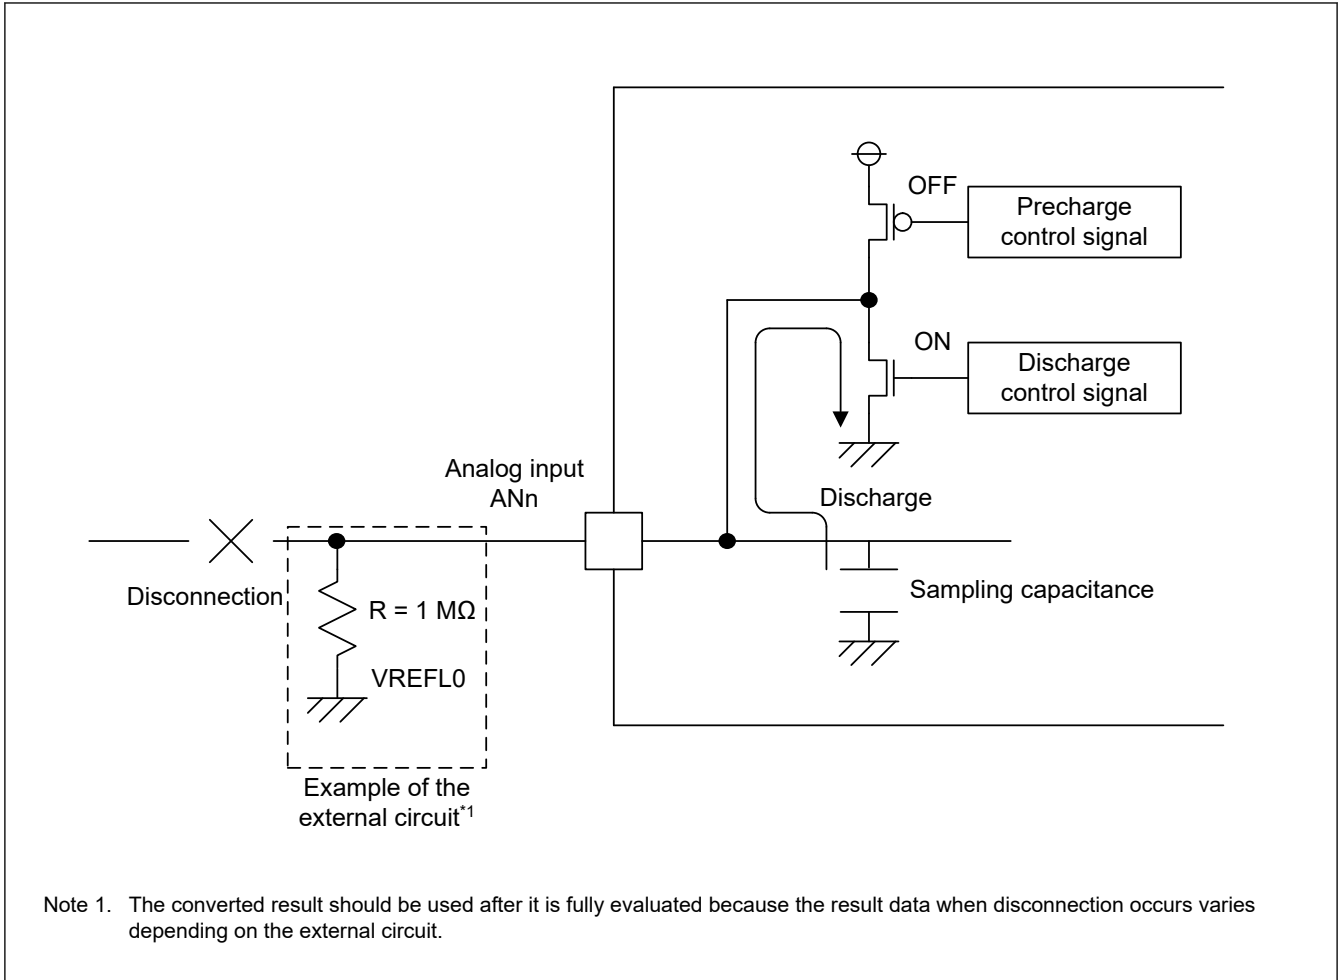 OFF
Precharge
control signal
ON
Discharge
control signal
Analog input
ANn
Discharge
Disconnection
R = 1 MΩ
Sampling capacitance
VREFL0
Example of the
external circuit*1
Note 1. The converted result should be used after it is fully evaluated because the result data when disconnection occurs varies
depending on the external circuit.